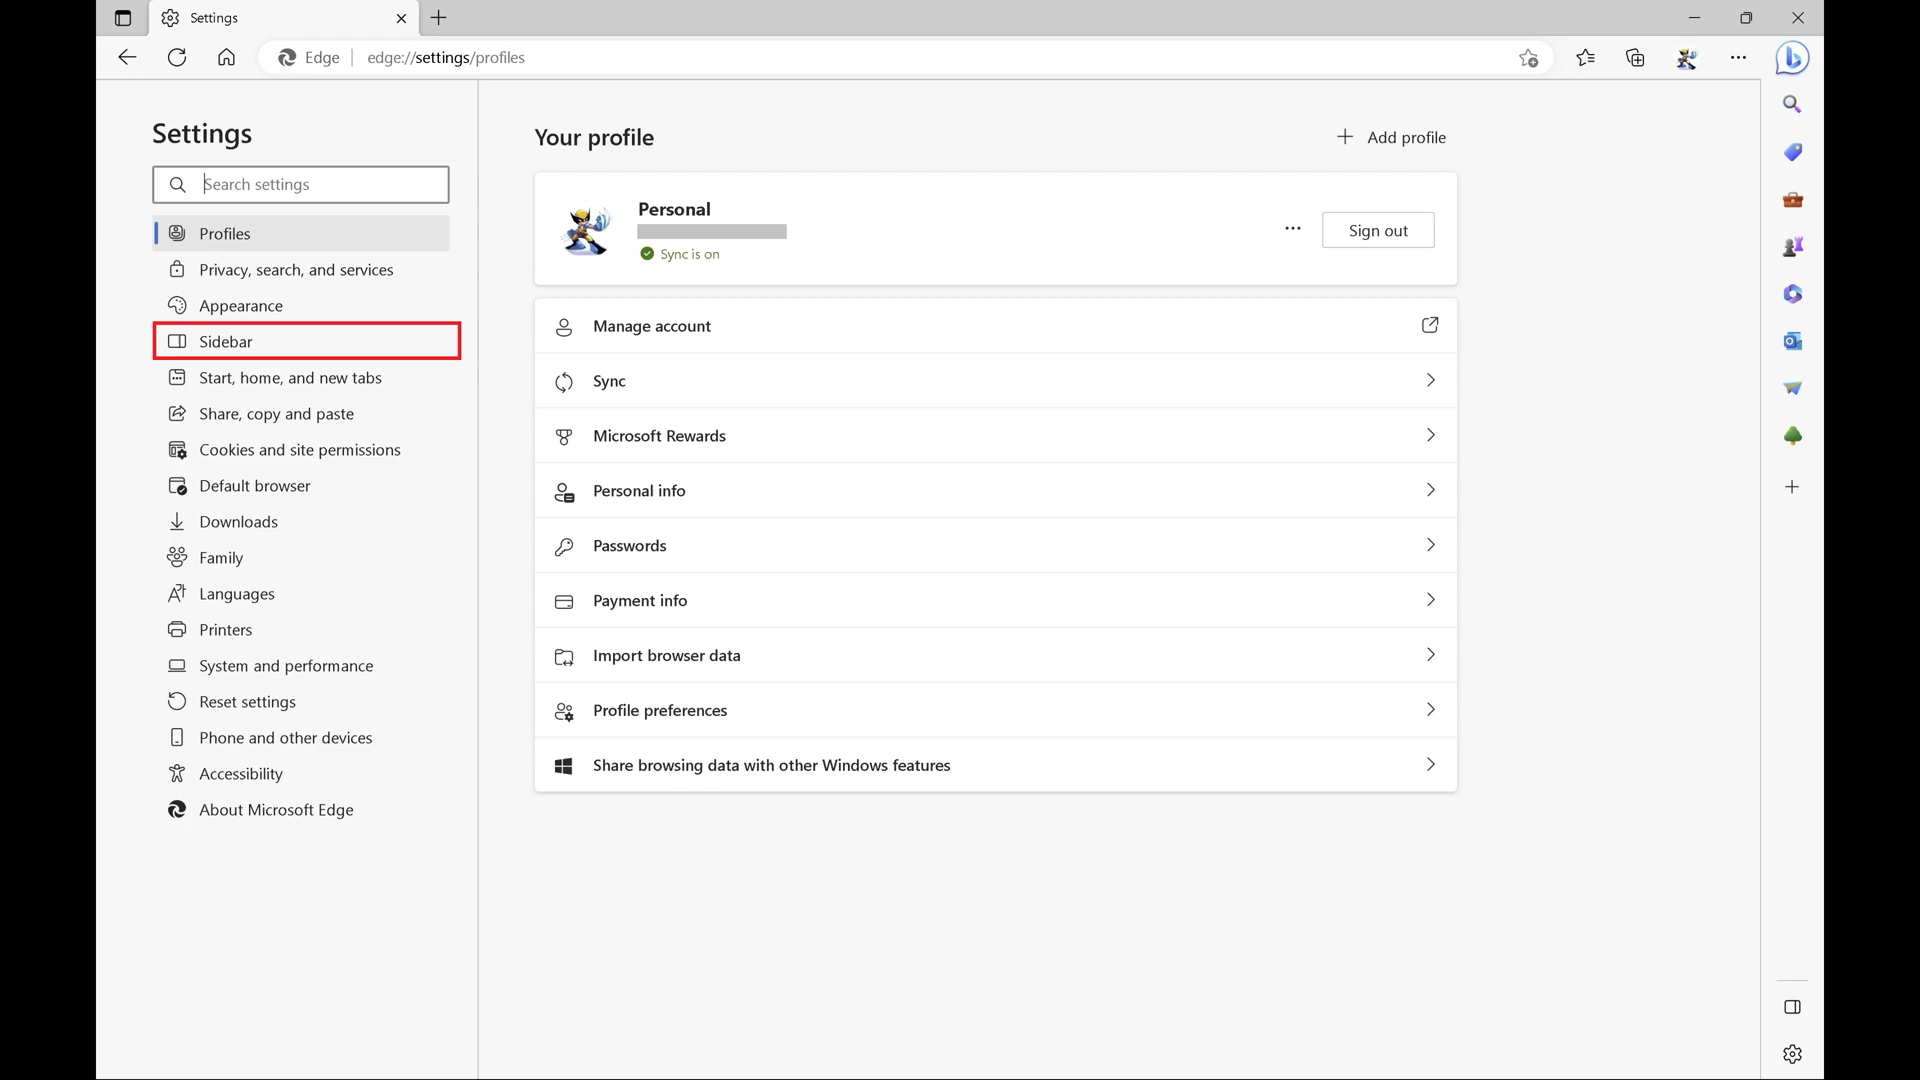 Settings
Edge
edge://settings/profiles
Settings
Search settings
Profiles
Privacy, search, and services
Appearance
Sidebar
Start, home, and new tabs
Share, copy and paste
Cookies and site permissions
Default browser
Downloads
Family
Languages
Printers
System and performance
Reset settings
Phone and other devices
Accessibility
About Microsoft Edge
Your profile
Add profile
Personal
Sync is on
Sign out
Manage account
Sync
Microsoft Rewards
Personal info
Passwords
Payment info
Import browser data
Profile preferences
Share browsing data with other Windows features